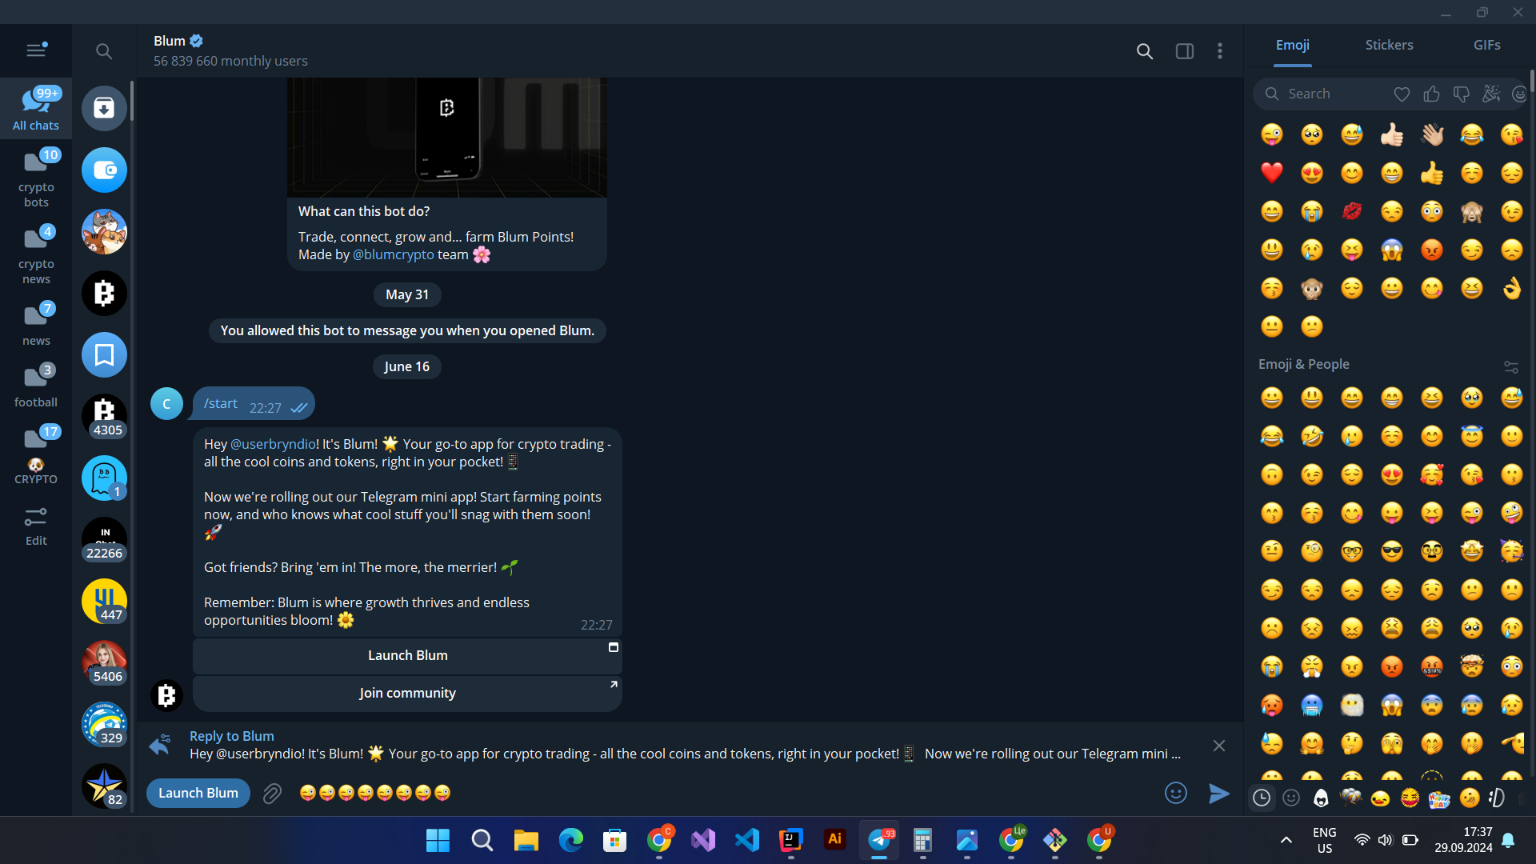 Blum
56 839 660 monthly users
99+
All chats
10
crypto
bots
4
crypto
news
7
news
3
football
17
CRYPTO
Edit
4305
1
IN
22266
447
5406
329
82
What can this bot do?
Trade, connect, grow and... farm Blum Points!
Made by @blumcrypto team 🌸
May 31
You allowed this bot to message you when you opened Blum.
June 16
C
/start 22:27
Hey @userbryndio! It's Blum! 🌟 Your go-to app for crypto trading -
all the cool coins and tokens, right in your pocket! 📱
Now we're rolling out our Telegram mini app! Start farming points
now, and who knows what cool stuff you'll snag with them soon!
🚀
Got friends? Bring 'em in! The more, the merrier! 🌱
Remember: Blum is where growth thrives and endless
opportunities bloom! 🌼
22:27
Launch Blum
Join community
Reply to Blum
Hey @userbryndio! It's Blum! 🌟 Your go-to app for crypto trading - all the cool coins and tokens, right in your pocket! 📱 Now we're rolling out our Telegram mini ...
Launch Blum
😜😜😜😜😜😜😜😜
Emoji
Stickers
GIFs
Search
Emoji & People
C
IJ
Ai
93
Це
U
ENG
US
17:37
29.09.2024